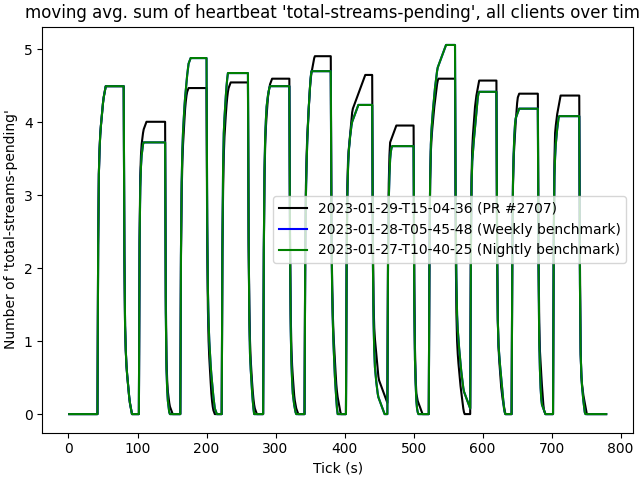 moving avg. sum of heartbeat 'total-streams-pending', all clients over tim
Number of 'total-streams-pending'
5
4
3
2
1
0
2023-01-29-T15-04-36 (PR #2707)
2023-01-28-T05-45-48 (Weekly benchmark)
2023-01-27-T10-40-25 (Nightly benchmark)
0 100 200 300 400 500 600 700 800
Tick (s)